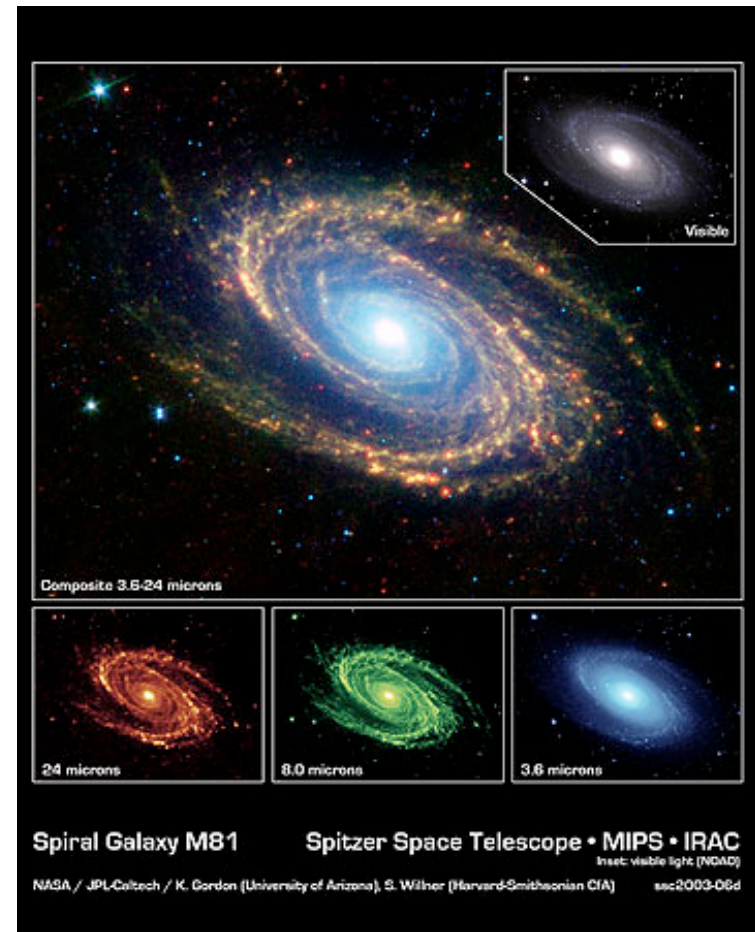 Visible
Composite 3.6-24 microns
24 microns
8.0 microns
3.6 microns
Spiral Galaxy M81
Spitzer Space Telescope • MIPS • IRAC
Inset: visible light (NOAO)
NASA / JPL-Caltech / K. Gordon (University of Arizona), S. Willner (Harvard-Smithsonian CfA)
ssc2003-06d